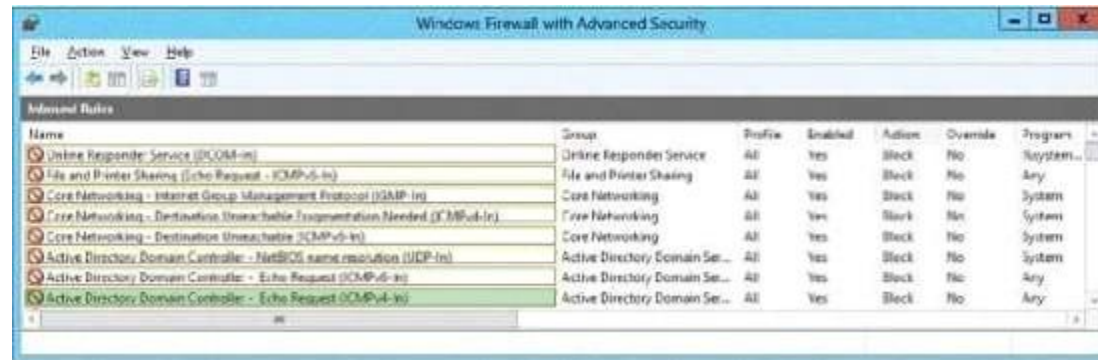 Windows Firewall with Advanced Security
File Action View Help
Inbound Rules
Name Group Profile Enabled Action Override Program
Online Responder Service (DCOM-In) Online Responder Service All Yes Block No
File and Printer Sharing (Echo Request - ICMPv6-In) File and Printer Sharing All Yes Block No Any
Core Networking - Internet Group Management Protocol (IGMP-In) Core Networking All Yes Block No System
Core Networking - Destination Unreachable Fragmentation Needed (ICMPv4-In) Core Networking All Yes Block No System
Core Networking - Destination Unreachable (ICMPv6-In) Core Networking All Yes Block No System
Active Directory Domain Controller - NetBIOS name resolution (UDP-In) Active Directory Domain Ser... All Yes Block No System
Active Directory Domain Controller - Echo Request (ICMPv6-In) Active Directory Domain Ser... All Yes Block No Any
Active Directory Domain Controller - Echo Request (ICMPv4-In) Active Directory Domain Ser... All Yes Block No Any